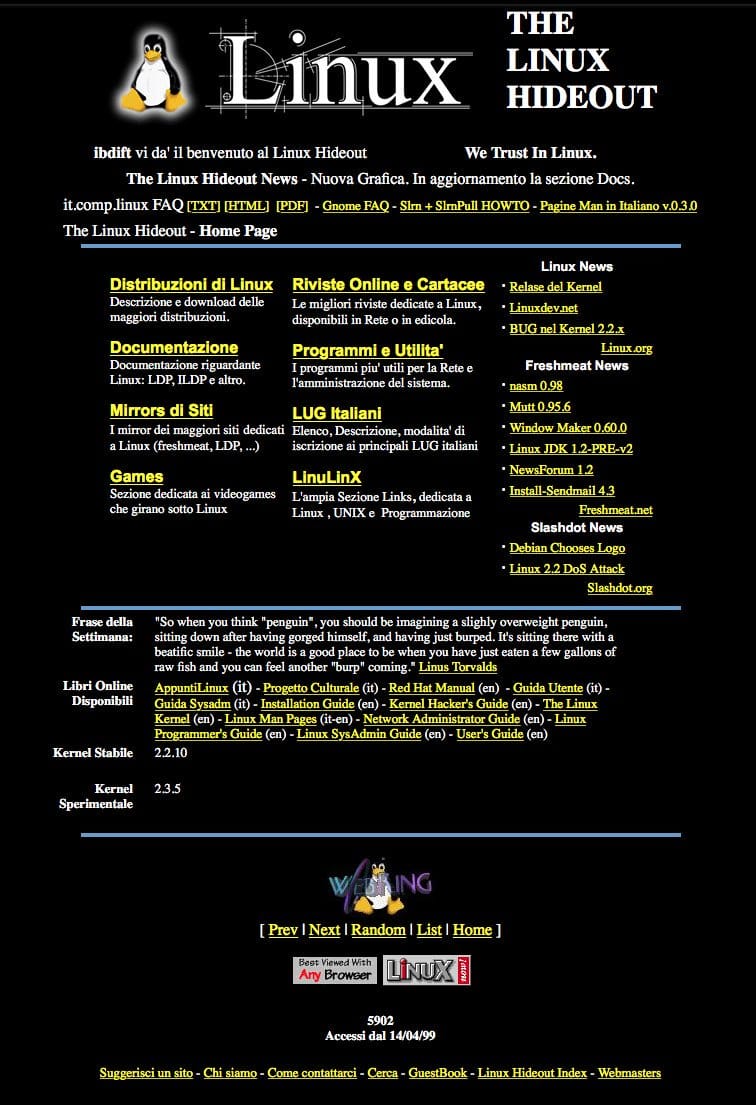 Linux
THE
LINUX
HIDEOUT
ibdift vi da' il benvenuto al Linux Hideout
We Trust In Linux.
The Linux Hideout News - Nuova Grafica. In aggiornamento la sezione Docs.
it.comp.linux FAQ [TXT] [HTML] [PDF] - Gnome FAQ - Slrn + SlrnPull HOWTO - Pagine Man in Italiano v.0.3.0
The Linux Hideout - Home Page
Distribuzioni di Linux
Descrizione e download delle
maggiori distribuzioni.
Riviste Online e Cartacee
Le migliori riviste dedicate a Linux,
disponibili in Rete o in edicola.
Documentazione
Documentazione riguardante
Linux: LDP, ILDP e altro.
Programmi e Utilita'
I programmi piu' utili per la Rete e
l'amministrazione del sistema.
Mirrors di Siti
I mirror dei maggiori siti dedicati
a Linux (freshmeat, LDP, ...)
LUG Italiani
Elenco, Descrizione, modalita' di
iscrizione ai principali LUG italiani
Games
Sezione dedicata ai videogames
che girano sotto Linux
LinuLinX
L'ampia Sezione Links, dedicata a
Linux , UNIX e Programmazione
Linux News
· Relase del Kernel
· Linuxdev.net
· BUG nel Kernel 2.2.x
Linux.org
Freshmeat News
· nasm 0.98
· Mutt 0.95.6
· Window Maker 0.60.0
· Linux JDK 1.2-PRE-v2
· NewsForum 1.2
· Install-Sendmail 4.3
Freshmeat.net
Slashdot News
· Debian Chooses Logo
· Linux 2.2 DoS Attack
Slashdot.org
Frase della
Settimana:
"So when you think "penguin", you should be imagining a slighly overweight penguin,
sitting down after having gorged himself, and having just burped. It's sitting there with a
beatific smile - the world is a good place to be when you have just eaten a few gallons of
raw fish and you can feel another "burp" coming." Linus Torvalds
Libri Online
Disponibili
AppuntiLinux (it) - Progetto Culturale (it) - Red Hat Manual (en) - Guida Utente (it) -
Guida Sysadm (it) - Installation Guide (en) - Kernel Hacker's Guide (en) - The Linux
Kernel (en) - Linux Man Pages (it-en) - Network Administrator Guide (en) - Linux
Programmer's Guide (en) - Linux SysAdmin Guide (en) - User's Guide (en)
Kernel Stabile
2.2.10
Kernel
Sperimentale
2.3.5
WEBRING
[ Prev | Next | Random | List | Home ]
Best Viewed With
Any Browser
LINUX
5902
Accessi dal 14/04/99
Suggerisci un sito - Chi siamo - Come contattarci - Cerca - GuestBook - Linux Hideout Index - Webmasters